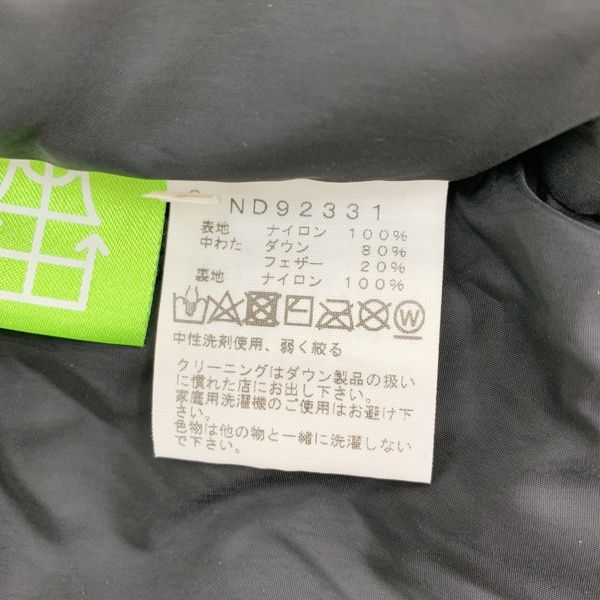 ND92331
表地 ナイロン 100%
中わた ダウン 80%
フェザー 20%
裏地 ナイロン 100%
W
中性洗剤使用、弱く絞る
クリーニングはダウン製品の扱い
に慣れた店にお出し下さい。
家庭用洗濯機のご使用はお避け下
さい。
色物は他の物と一緒に洗濯しない
で下さい。